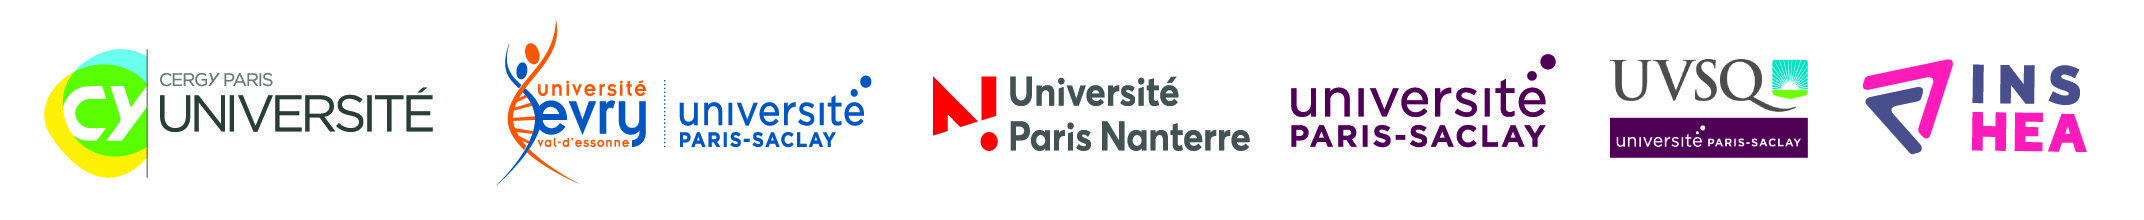 CY
CERGY PARIS
UNIVERSITÉ
université
evry
val-d'essonne
université
PARIS-SACLAY
Université
Paris Nanterre
université
PARIS-SACLAY
UVSQ
université PARIS-SACLAY
INS
HEA